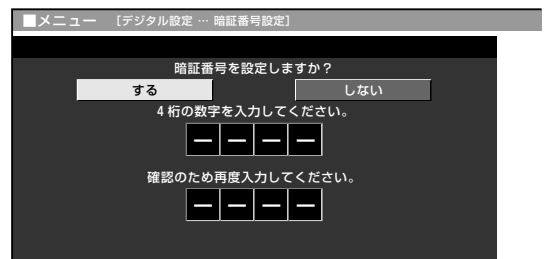 ■メニュー ［デジタル設定 … 暗証番号設定］
暗証番号を設定しますか？
する しない
4桁の数字を入力してください。
－ － － －
確認のため再度入力してください。
－ － － －